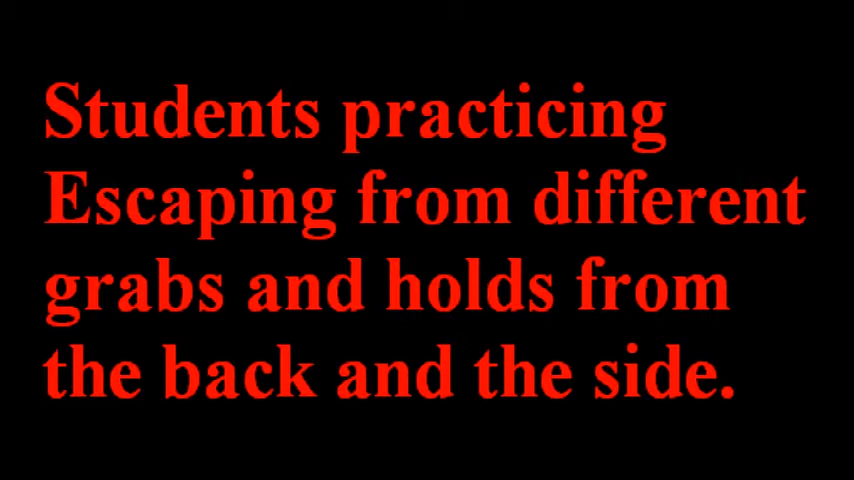 Students practicing
Escaping from different
grabs and holds from
the back and the side.